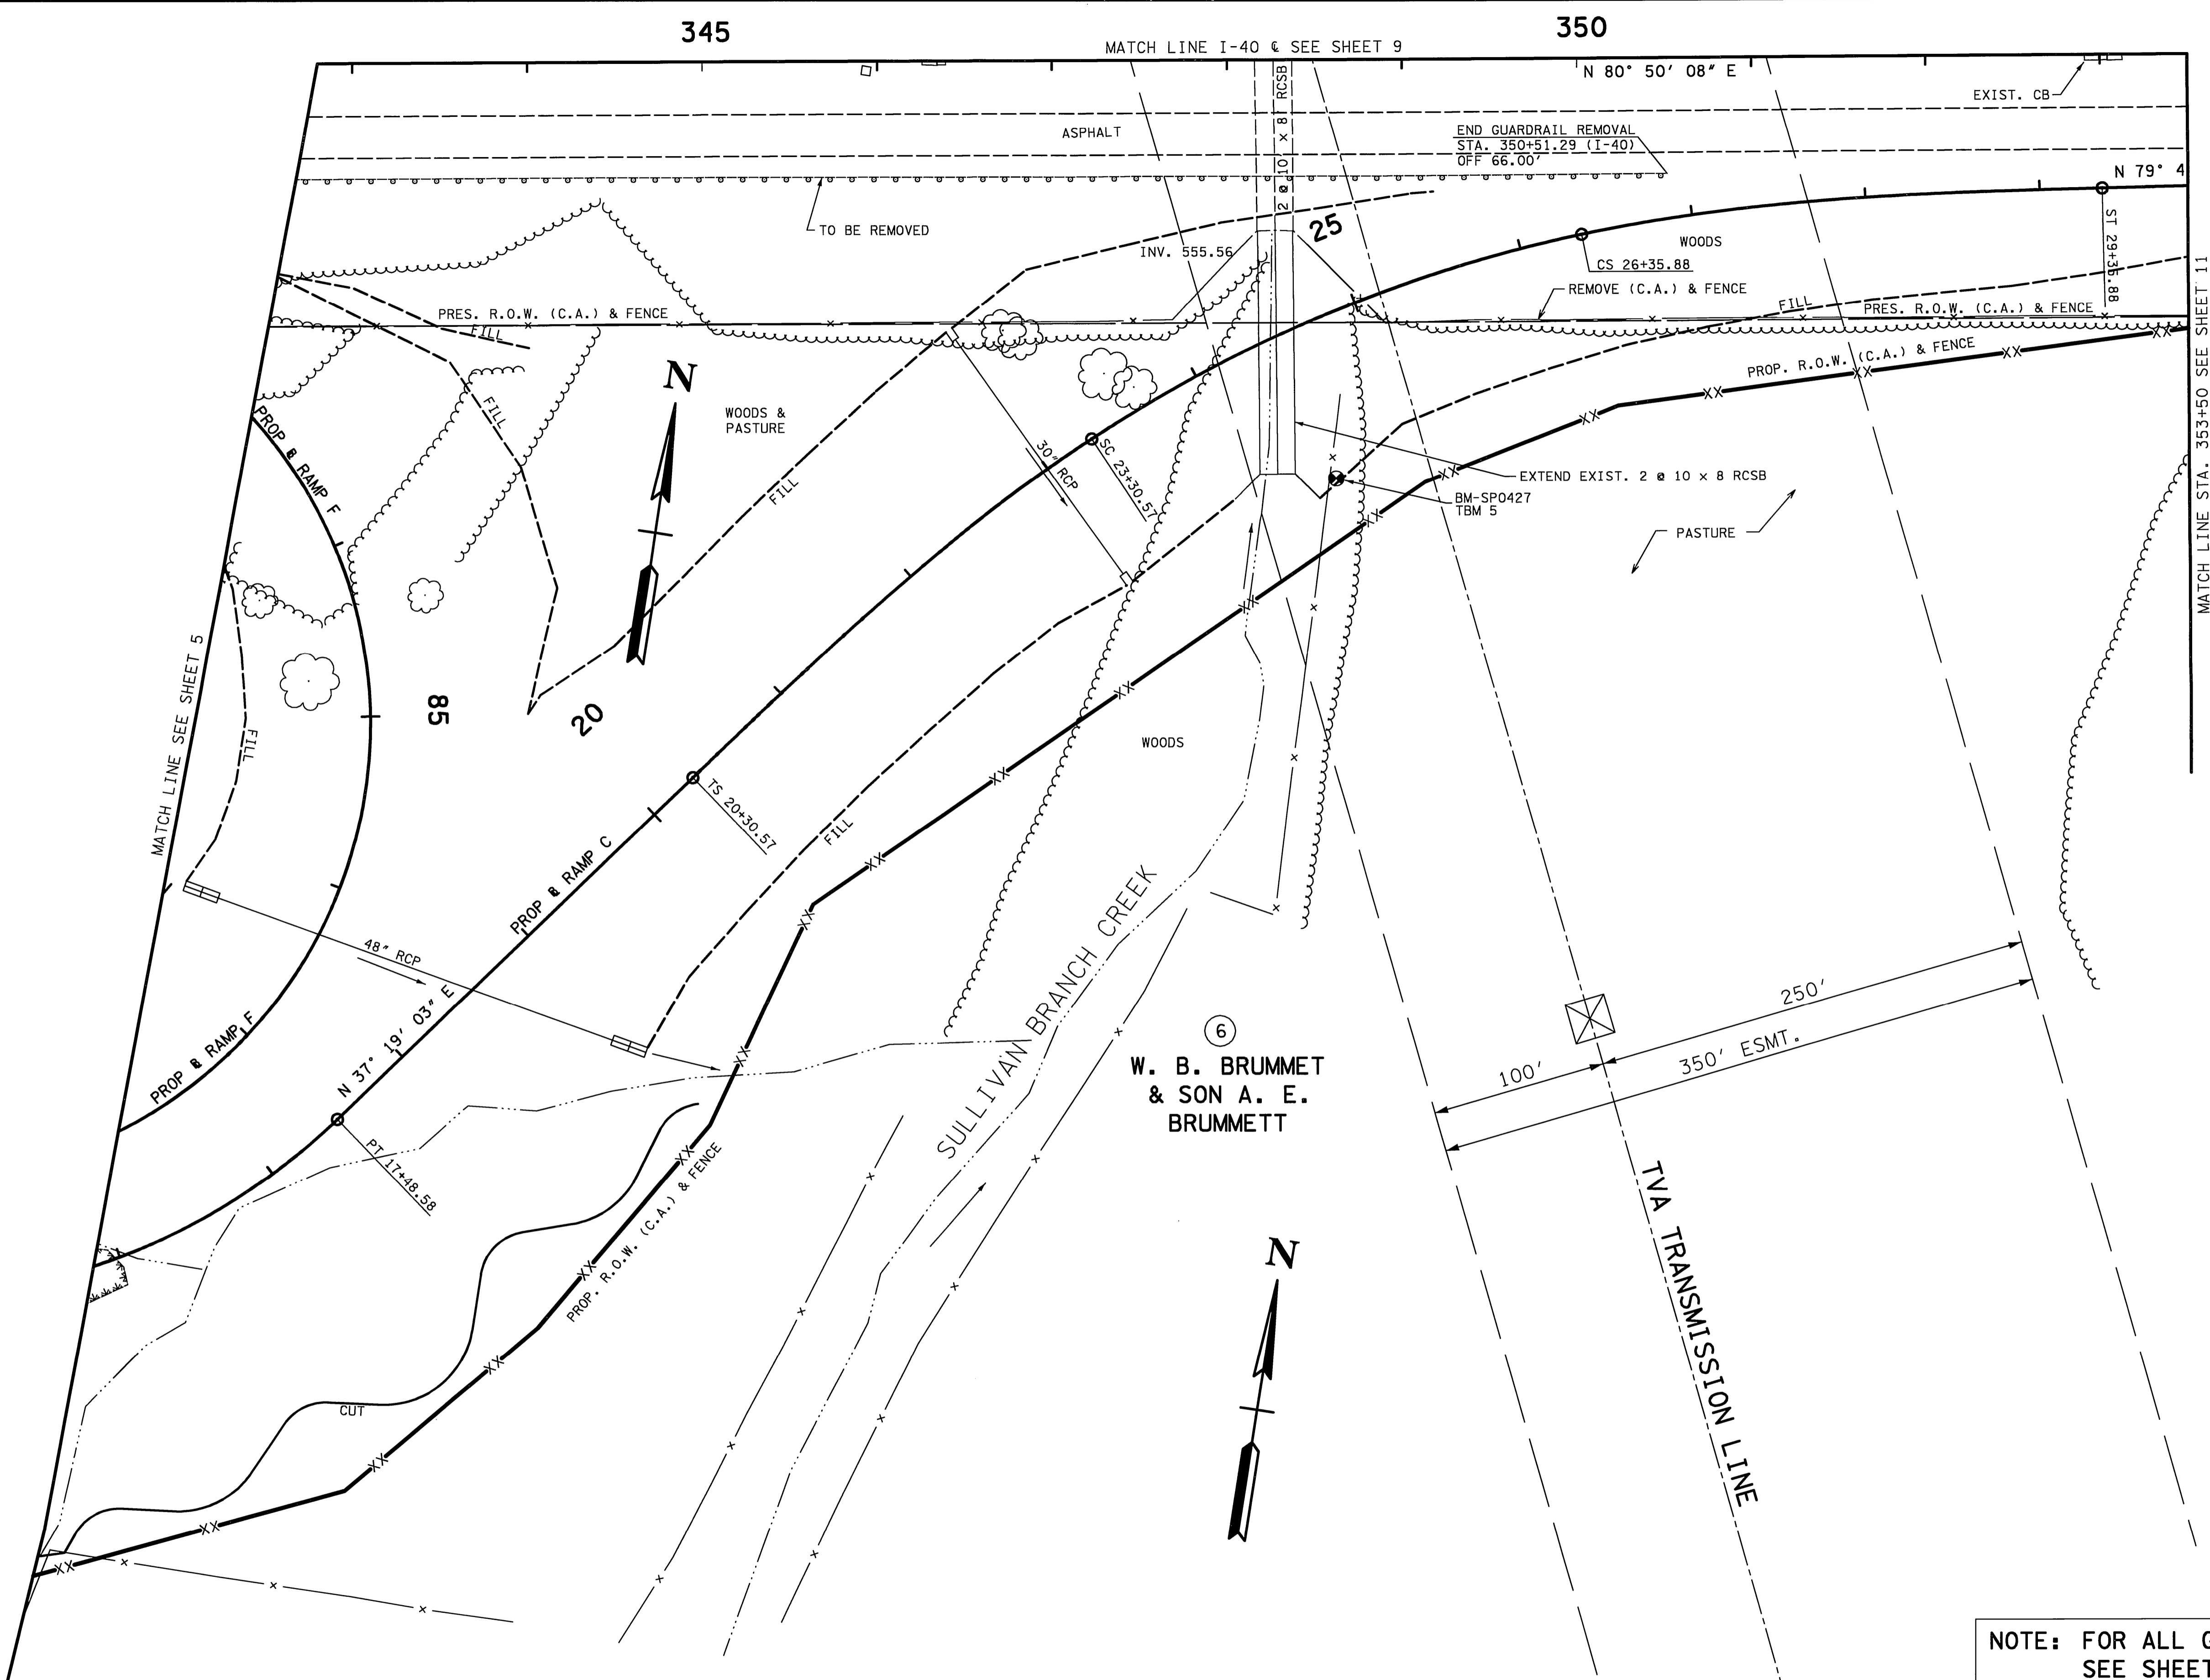 345
350
MATCH LINE I-40 ℄ SEE SHEET 9
N 80° 50' 08" E
EXIST. CB
ASPHALT
2 @ 10 x 8 RCSB
END GUARDRAIL REMOVAL
STA. 350+51.29 (I-40)
OFF 66.00'
N 79° 4
TO BE REMOVED
25
INV. 555.56
WOODS
CS 26+35.88
ST 29+35.88
REMOVE (C.A.) & FENCE
PRES. R.O.W. (C.A.) & FENCE
FILL
FILL
PRES. R.O.W. (C.A.) & FENCE
MATCH LINE STA. 353+50 SEE SHEET 11
PROP. R.O.W. (C.A.) & FENCE
N
WOODS &
PASTURE
FILL
PROP ℄ RAMP F
30" RCP
SC 23+30.57
FILL
EXTEND EXIST. 2 @ 10 x 8 RCSB
BM-SP0427
TBM 5
PASTURE
MATCH LINE SEE SHEET 5
85
20
FILL
WOODS
TS 20+30.57
FILL
PROP ℄ RAMP C
48" RCP
SULLIVAN BRANCH CREEK
N 37° 19' 03" E
PROP ℄ RAMP F
6
W. B. BRUMMET
& SON A. E.
BRUMMETT
250'
100'
350' ESMT.
PT 17+48.58
PROP. R.O.W. (C.A.) & FENCE
TVA TRANSMISSION LINE
N
CUT
NOTE: FOR ALL G
SEE SHEET